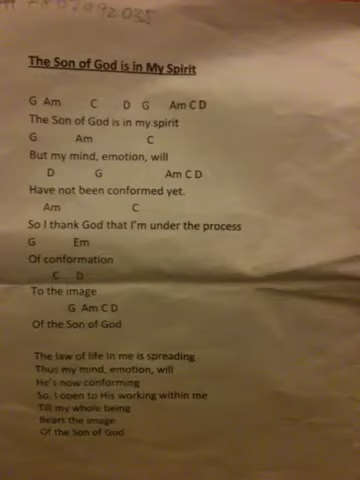 The Son of God is in My Spirit
G Am C D G Am C D
The Son of God is in my spirit
G Am C
But my mind, emotion, will
D G Am C D
Have not been conformed yet.
Am C
So I thank God that I'm under the process
G Em
Of conformation
C D
To the image
G Am C D
Of the Son of God
The law of life in me is spreading
Thus my mind, emotion, will
He's now conforming
So, I open to His working within me
Till my whole being
Bears the image
Of the Son of God